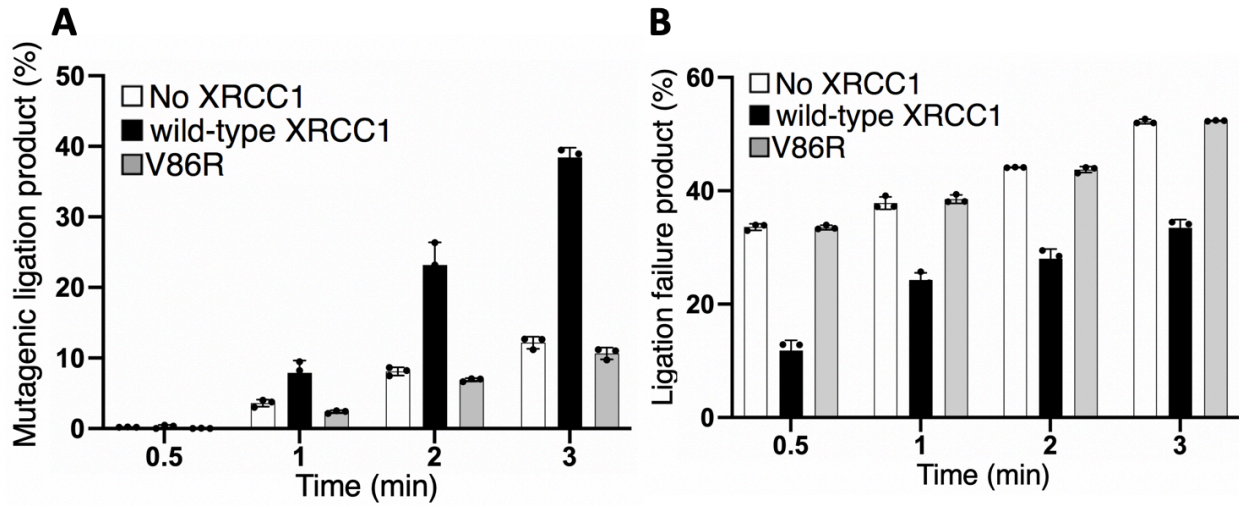 A
Mutagenic ligation product (%)
50
40
30
20
10
0
No XRCC1
wild-type XRCC1
V86R
0.5 1 2 3
Time (min)
B
Ligation failure product (%)
60
40
20
0
No XRCC1
wild-type XRCC1
V86R
0.5 1 2 3
Time (min)